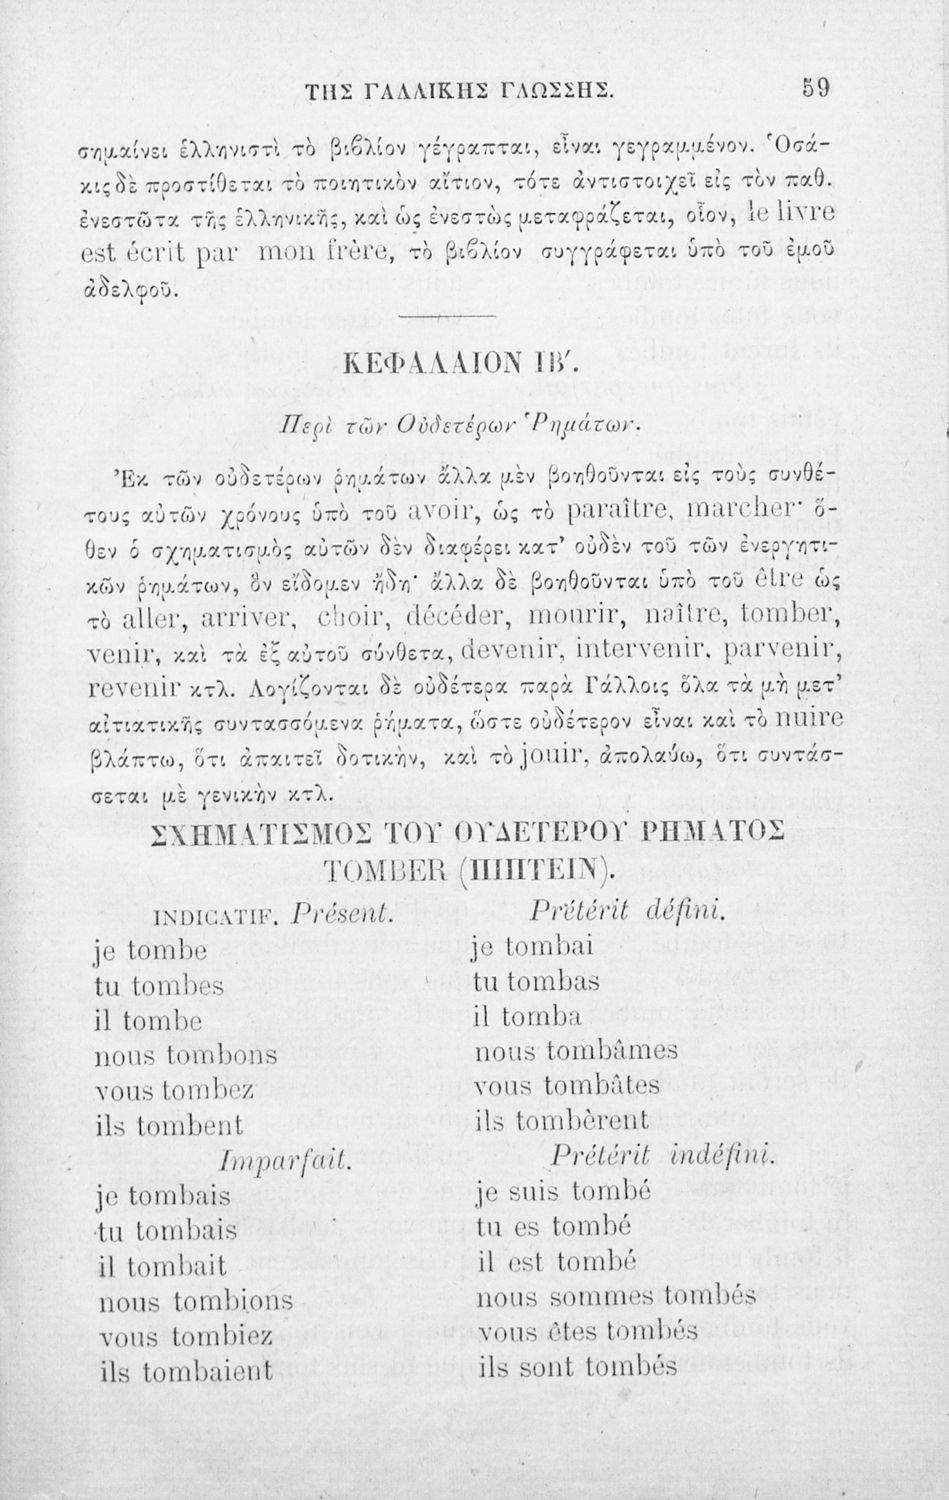 ΤΗΣ ΓΑΛΛΙΚΗΣ ΓΛΩΣΣΗΣ. 59
σημαίνει ἑλληνιστὶ τὸ βιβλίον γέγραπται, εἶναι γεγραμμένον. Ὁσά-
κις δὲ προστίθεται τὸ ποιητικὸν αἴτιον, τότε ἀντιστοιχεῖ εἰς τὸν παθ.
ἐνεστῶτα τῆς ἑλληνικῆς, καὶ ὡς ἐνεστὼς μεταφράζεται, οἷον, le livre
est écrit par mon frère, τὸ βιβλίον συγγράφεται ὑπὸ τοῦ ἐμοῦ
ἀδελφοῦ.
ΚΕΦΑΛΑΙΟΝ ΙΒ′.
Περὶ τῶν Οὐδετέρων Ῥημάτων.
Ἐκ τῶν οὐδετέρων ῥημάτων ἄλλα μὲν βοηθοῦνται εἰς τοὺς συνθέ-
τους αὐτῶν χρόνους ὑπὸ τοῦ avoir, ὡς τὸ paraître, marcher· ὅ-
θεν ὁ σχηματισμὸς αὐτῶν δὲν διαφέρει κατ’ οὐδὲν τοῦ τῶν ἐνεργητι-
κῶν ῥημάτων, ὃν εἴδομεν ἤδη· ἄλλα δὲ βοηθοῦνται ὑπὸ τοῦ être ὡς
τὸ aller, arriver, choir, décéder, mourir, naître, tomber,
venir, καὶ τὰ ἐξ αὐτοῦ σύνθετα, devenir, intervenir, parvenir,
revenir κτλ. Λογίζονται δὲ οὐδέτερα παρὰ Γάλλοις ὅλα τὰ μὴ μετ’
αἰτιατικῆς συντασσόμενα ῥήματα, ὥστε οὐδέτερον εἶναι καὶ τὸ nuire
βλάπτω, ὅτι ἀπαιτεῖ δοτικὴν, καὶ τὸ jouir, ἀπολαύω, ὅτι συντάσ-
σεται μὲ γενικὴν κτλ.
ΣΧΗΜΑΤΙΣΜΟΣ ΤΟΥ ΟΥΔΕΤΕΡΟΥ ΡΗΜΑΤΟΣ
TOMBER (ΠΙΠΤΕΙΝ).
INDICATIF. Présent.
je tombe
tu tombes
il tombe
nous tombons
vous tombez
ils tombent
Imparfait.
je tombais
tu tombais
il tombait
nous tombions
vous tombiez
ils tombaient
Prétérit défini.
je tombai
tu tombas
il tomba
nous tombâmes
vous tombâtes
ils tombèrent
Prétérit indéfini.
je suis tombé
tu es tombé
il est tombé
nous sommes tombés
vous êtes tombés
ils sont tombés